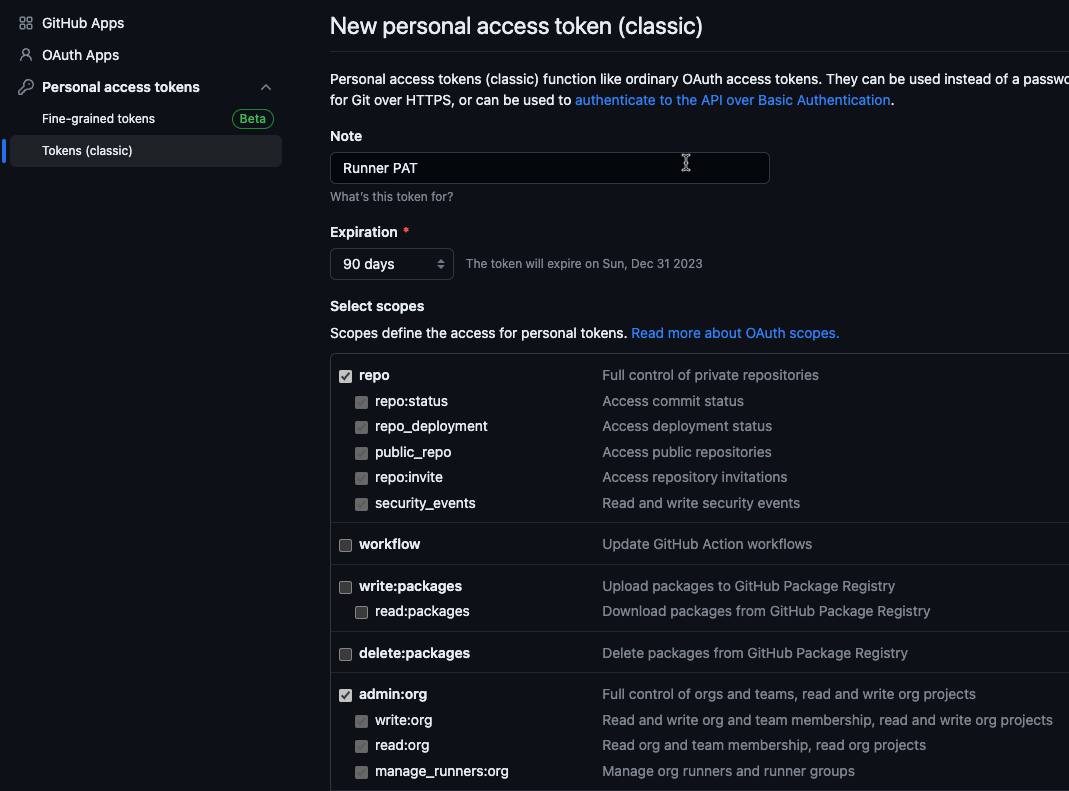 GitHub Apps
OAuth Apps
Personal access tokens
Fine-grained tokens Beta
Tokens (classic)
New personal access token (classic)
Personal access tokens (classic) function like ordinary OAuth access tokens. They can be used instead of a passwo
for Git over HTTPS, or can be used to authenticate to the API over Basic Authentication.
Note
Runner PAT
What's this token for?
Expiration *
90 days The token will expire on Sun, Dec 31 2023
Select scopes
Scopes define the access for personal tokens. Read more about OAuth scopes.
repo Full control of private repositories
repo:status Access commit status
repo_deployment Access deployment status
public_repo Access public repositories
repo:invite Access repository invitations
security_events Read and write security events
workflow Update GitHub Action workflows
write:packages Upload packages to GitHub Package Registry
read:packages Download packages from GitHub Package Registry
delete:packages Delete packages from GitHub Package Registry
admin:org Full control of orgs and teams, read and write org projects
write:org Read and write org and team membership, read and write org projects
read:org Read org and team membership, read org projects
manage_runners:org Manage org runners and runner groups